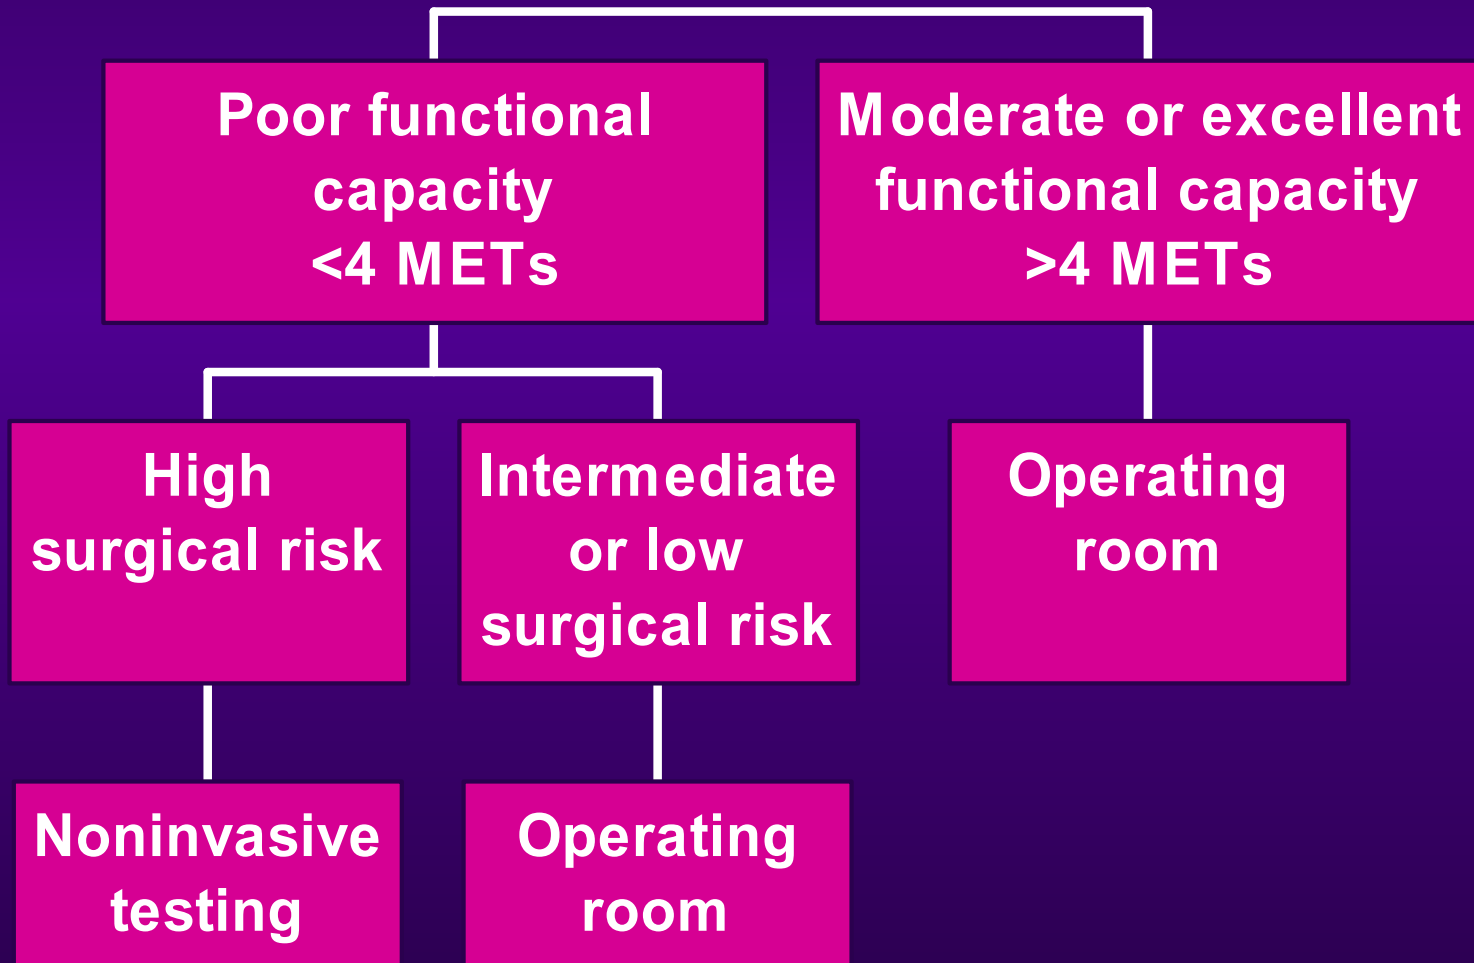 Poor functional
capacity
<4 METs
Moderate or excellent
functional capacity
>4 METs
High
surgical risk
Intermediate
or low
surgical risk
Operating
room
Noninvasive
testing
Operating
room